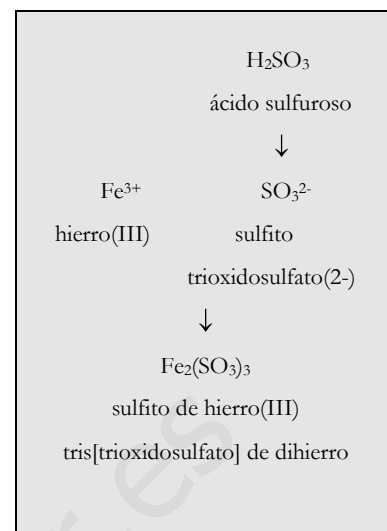 H₂SO₃
ácido sulfuroso
↓
Fe³⁺ SO₃²⁻
hierro(III) sulfito
trioxidosulfato(2-)
↓
Fe₂(SO₃)₃
sulfito de hierro(III)
tris[trioxidosulfato] de dihierro